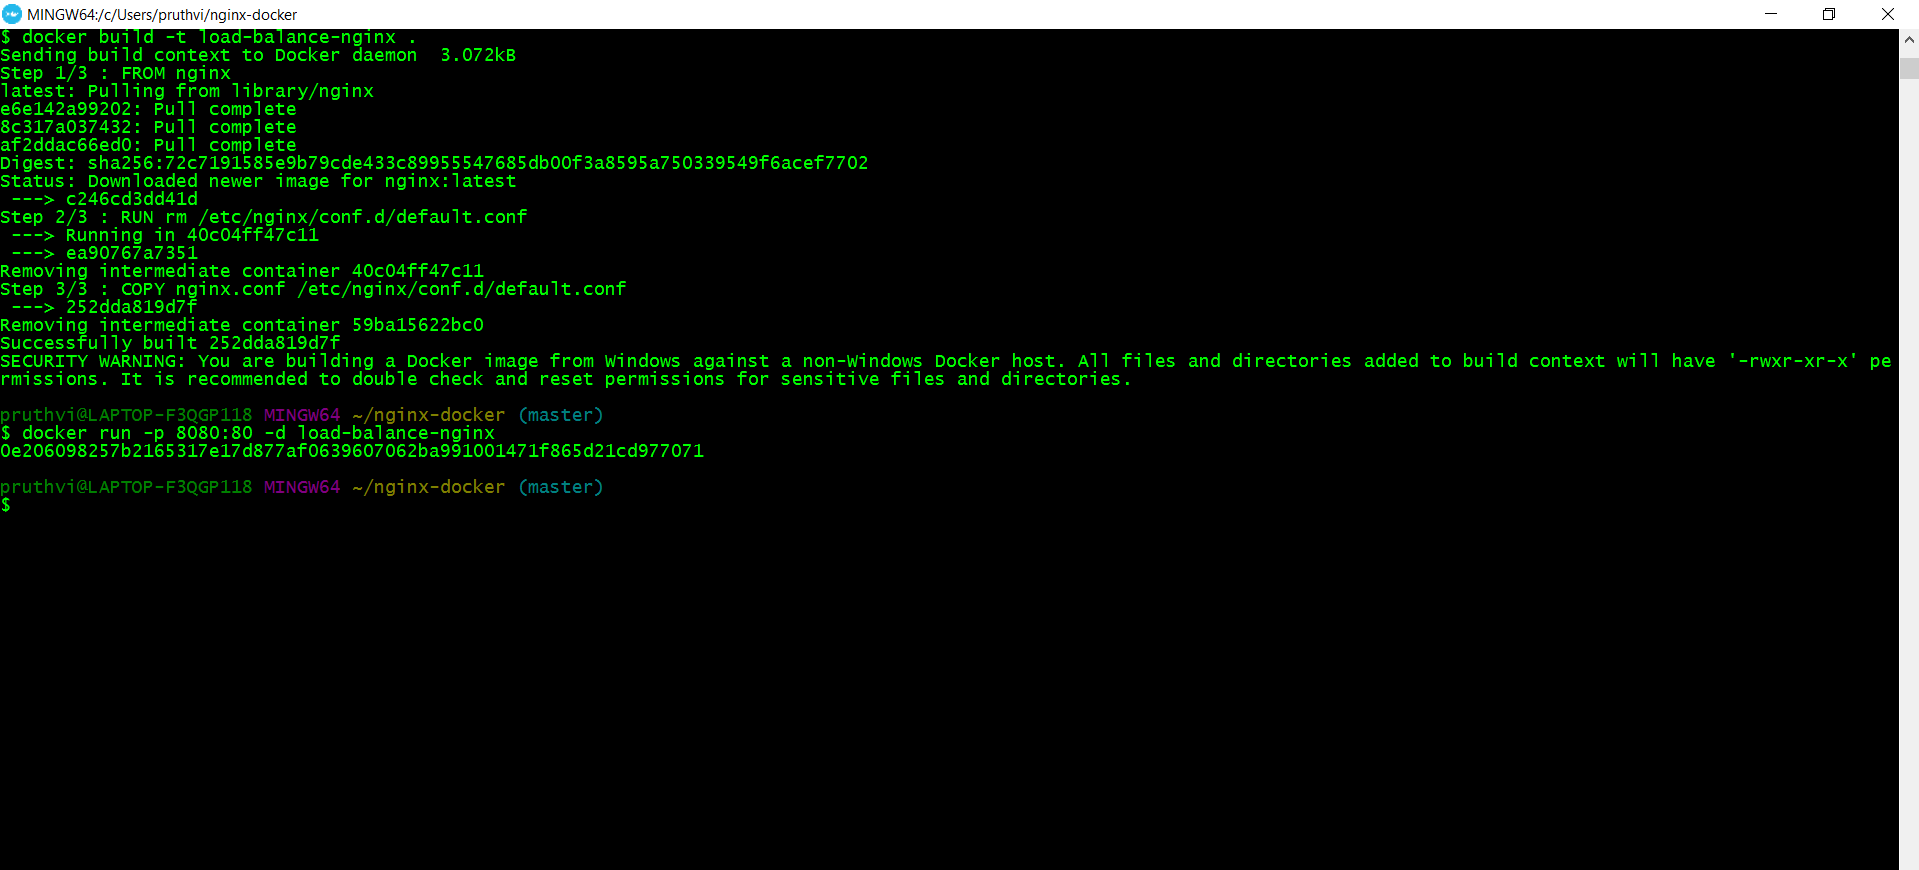 MINGW64:/c/Users/pruthvi/nginx-docker
$ docker build -t load-balance-nginx .
Sending build context to Docker daemon  3.072kB
Step 1/3 : FROM nginx
latest: Pulling from library/nginx
e6e142a99202: Pull complete
8c317a037432: Pull complete
af2ddac66ed0: Pull complete
Digest: sha256:72c7191585e9b79cde433c89955547685db00f3a8595a750339549f6acef7702
Status: Downloaded newer image for nginx:latest
 ---> c246cd3dd41d
Step 2/3 : RUN rm /etc/nginx/conf.d/default.conf
 ---> Running in 40c04ff47c11
 ---> ea90767a7351
Removing intermediate container 40c04ff47c11
Step 3/3 : COPY nginx.conf /etc/nginx/conf.d/default.conf
 ---> 252dda819d7f
Removing intermediate container 59ba15622bc0
Successfully built 252dda819d7f
SECURITY WARNING: You are building a Docker image from Windows against a non-Windows Docker host. All files and directories added to build context will have '-rwxr-xr-x' pe
rmissions. It is recommended to double check and reset permissions for sensitive files and directories.
pruthvi@LAPTOP-F3QGP118 MINGW64 ~/nginx-docker (master)
$ docker run -p 8080:80 -d load-balance-nginx
0e206098257b2165317e17d877af0639607062ba991001471f865d21cd977071
pruthvi@LAPTOP-F3QGP118 MINGW64 ~/nginx-docker (master)
$